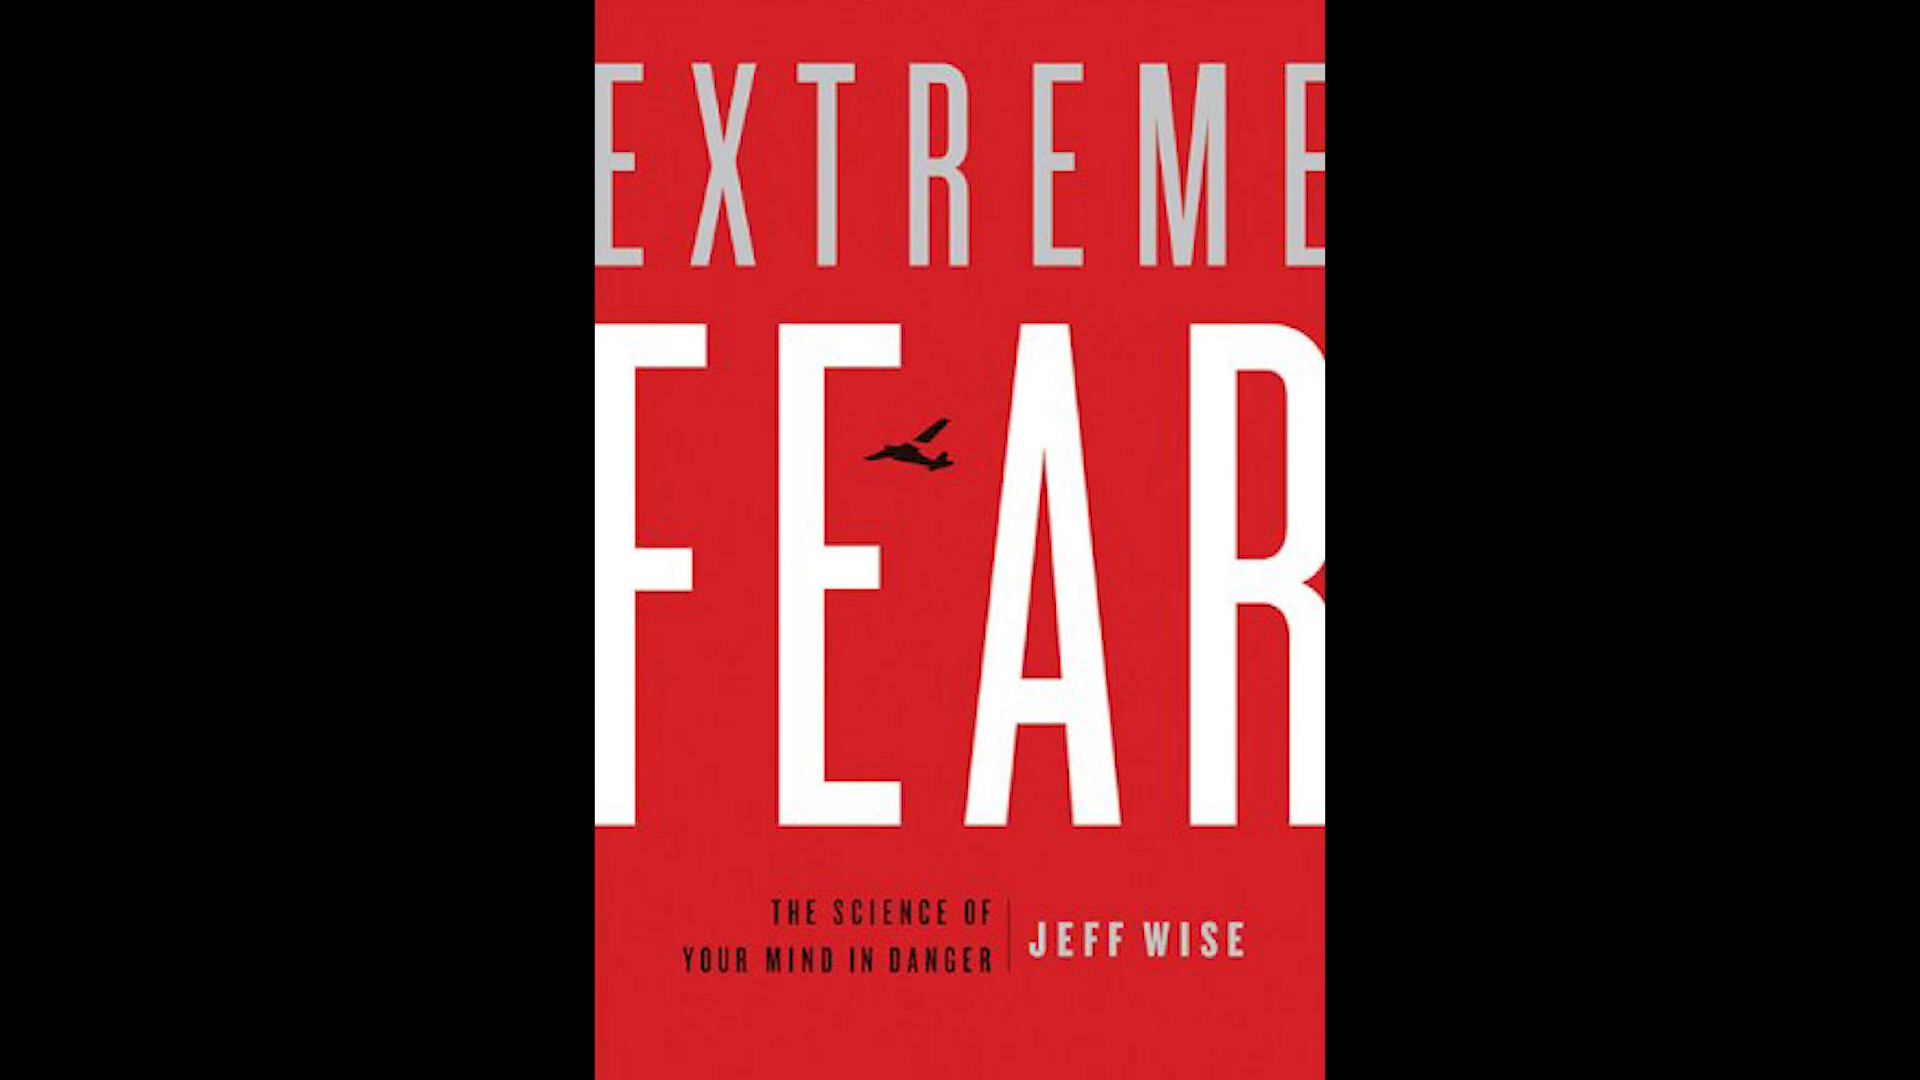 EXTREME
FEAR
THE SCIENCE OF
YOUR MIND IN DANGER
JEFF WISE